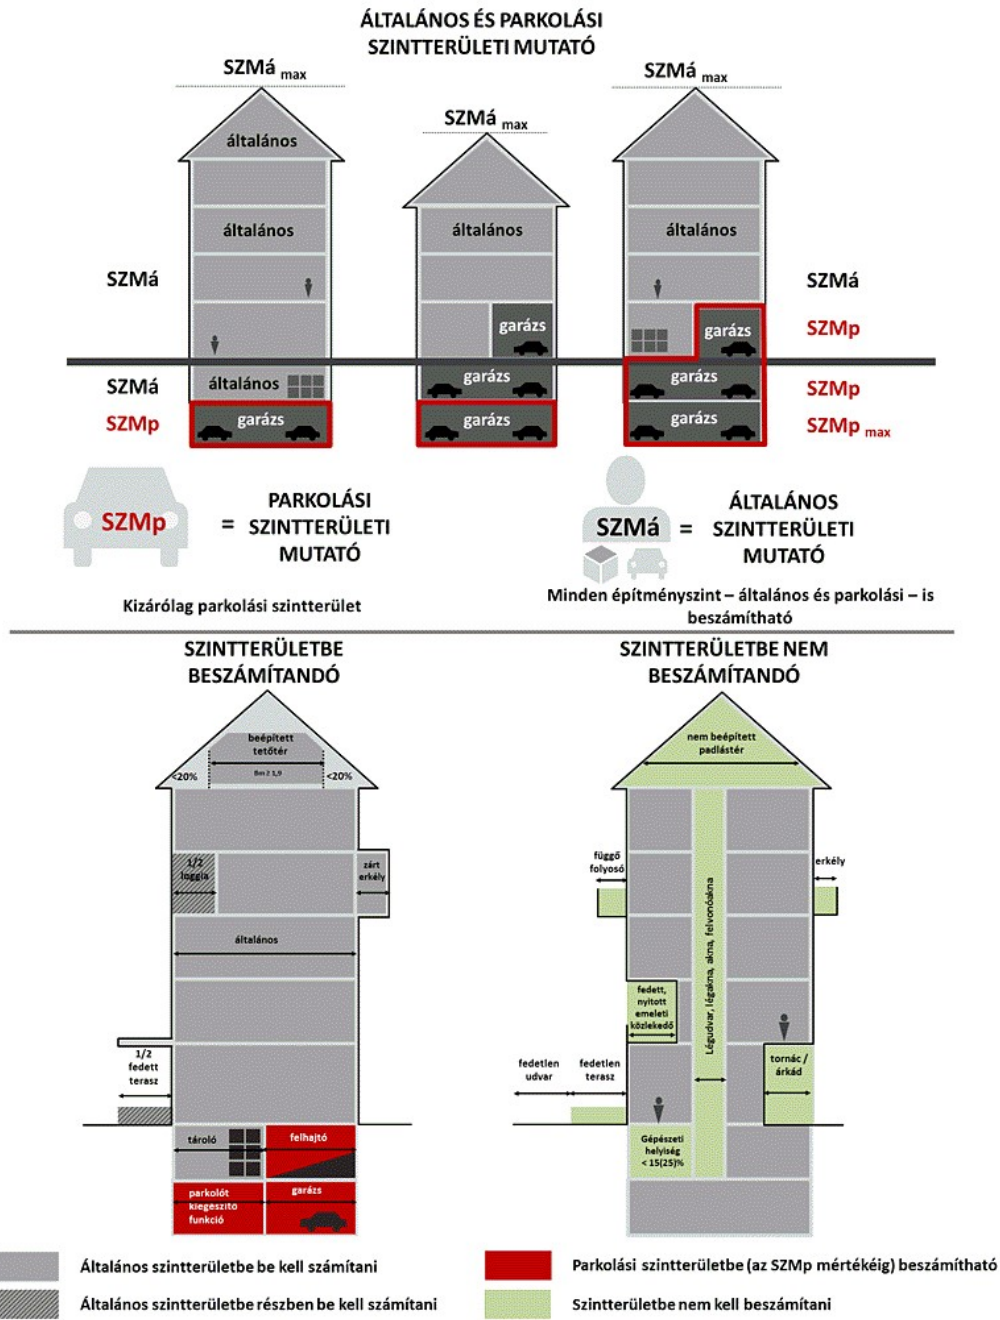 ÁLTALÁNOS ÉS PARKOLÁSI
SZINTTERÜLETI MUTATÓ
SZMá max
SZMá max
SZMá max
általános
általános
általános
általános
SZMá
SZMá
garázs
garázs
SZMp
SZMá
általános
garázs
garázs
SZMp
SZMp
garázs
garázs
garázs
SZMp max
SZMp
=
PARKOLÁSI
SZINTTERÜLETI
MUTATÓ
Kizárólag parkolási szintterület
SZMá
=
ÁLTALÁNOS
SZINTTERÜLETI
MUTATÓ
Minden építményszint – általános és parkolási – is
beszámítható
SZINTTERÜLETBE
BESZÁMÍTANDÓ
beépített
tetőtér
<20%
Bm ≥ 1,9
<20%
1/2
loggia
zárt
erkély
általános
1/2
fedett
terasz
tároló
felhajtó
parkolót
kiegészítő
funkció
garázs
SZINTTERÜLETBE NEM
BESZÁMÍTANDÓ
nem beépített
padlástér
függő
folyosó
erkély
Légudvar, légakna, akna, felvonóakna
fedett,
nyitott
emeleti
közlekedő
fedetlen
udvar
fedetlen
terasz
tornác /
árkád
Gépészeti
helyiség
< 15(25)%
Általános szintterületbe be kell számítani
Parkolási szintterületbe (az SZMp mértékéig) beszámítható
Általános szintterületbe részben be kell számítani
Szintterületbe nem kell beszámítani